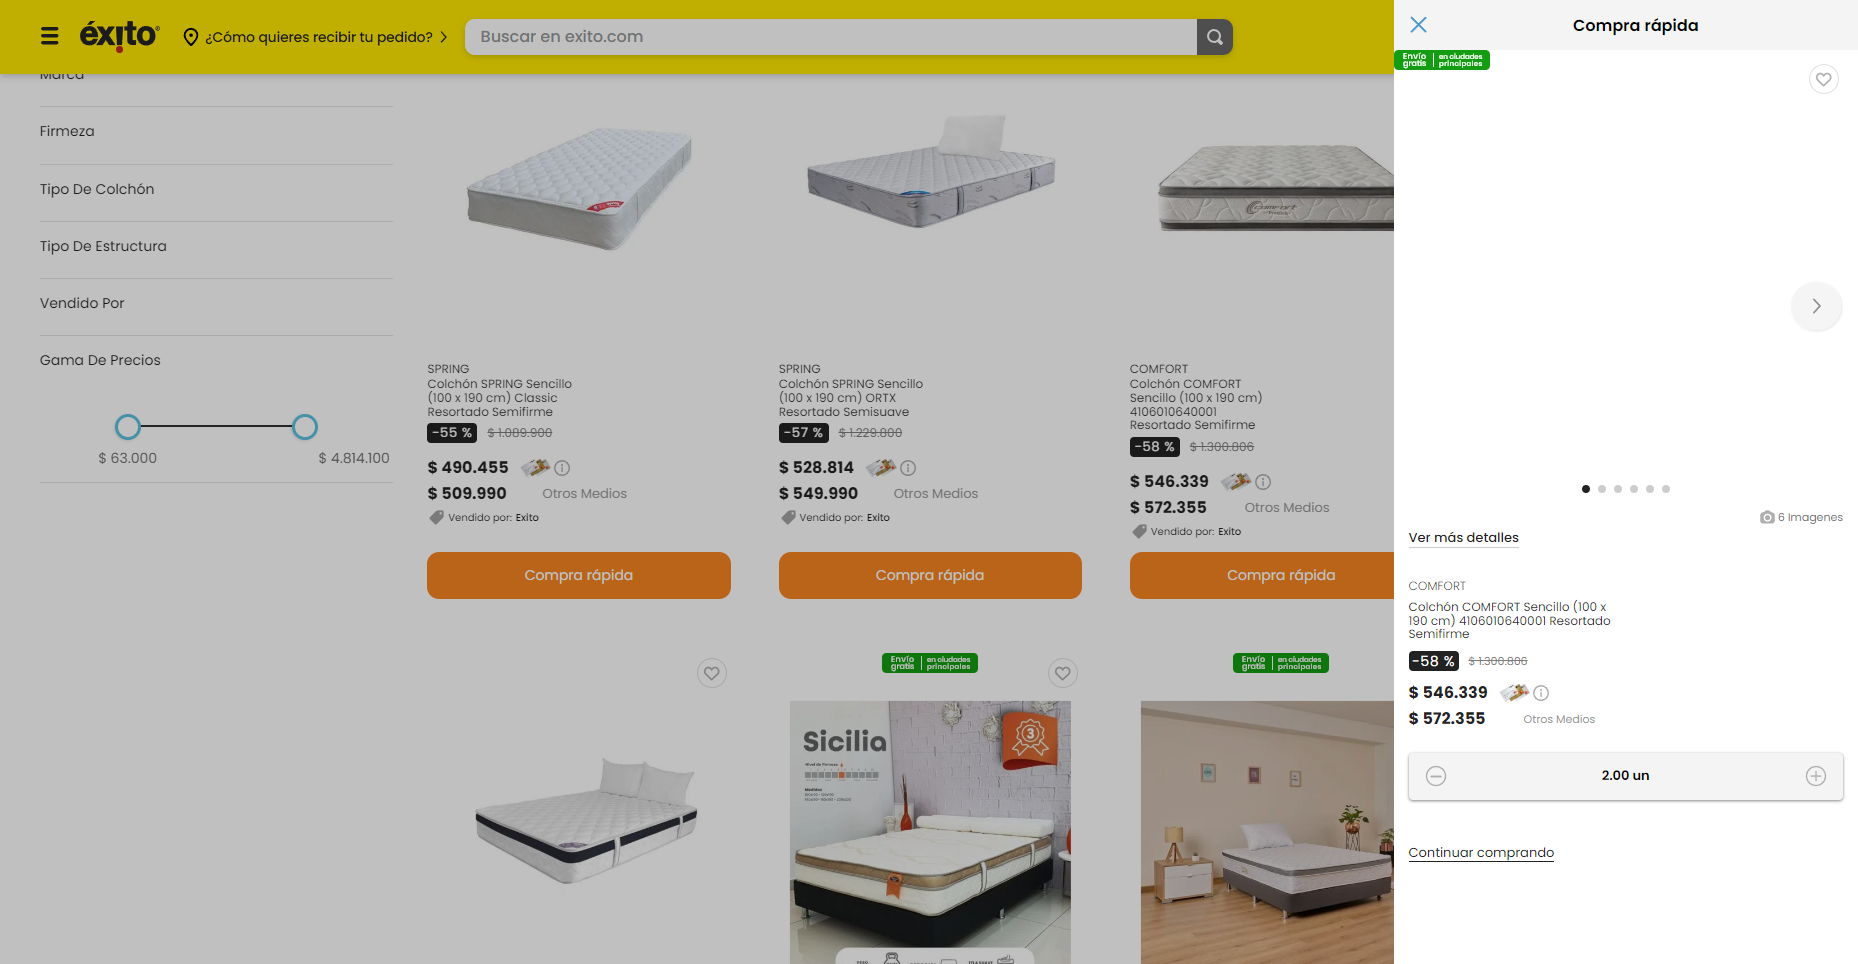 éxito
¿Cómo quieres recibir tu pedido?
Buscar en exito.com
Compra rápida
Envío gratis
en ciudades principales
Marca
Firmeza
Tipo De Colchón
Tipo De Estructura
Vendido Por
Gama De Precios
$ 63.000
$ 4.814.100
SPRING
Colchón SPRING Sencillo
(100 x 190 cm) Classic
Resortado Semifirme
-55 %
$ 1.089.900
$ 490.455
$ 509.990
Otros Medios
Vendido por: Exito
Compra rápida
SPRING
Colchón SPRING Sencillo
(100 x 190 cm) ORTX
Resortado Semisuave
-57 %
$ 1.229.800
$ 528.814
$ 549.990
Otros Medios
Vendido por: Exito
Compra rápida
Comfort
COMFORT
Colchón COMFORT
Sencillo (100 x 190 cm)
4106010640001
Resortado Semifirme
-58 %
$ 1.300.806
$ 546.339
$ 572.355
Otros Medios
Vendido por: Exito
Compra rápida
Envío gratis
en ciudades principales
Sicilia
Nivel de Firmeza
3
Envío gratis
en ciudades principales
6 Imagenes
Ver más detalles
COMFORT
Colchón COMFORT Sencillo (100 x
190 cm) 4106010640001 Resortado
Semifirme
-58 %
$ 1.300.806
$ 546.339
$ 572.355
Otros Medios
2.00 un
Continuar comprando